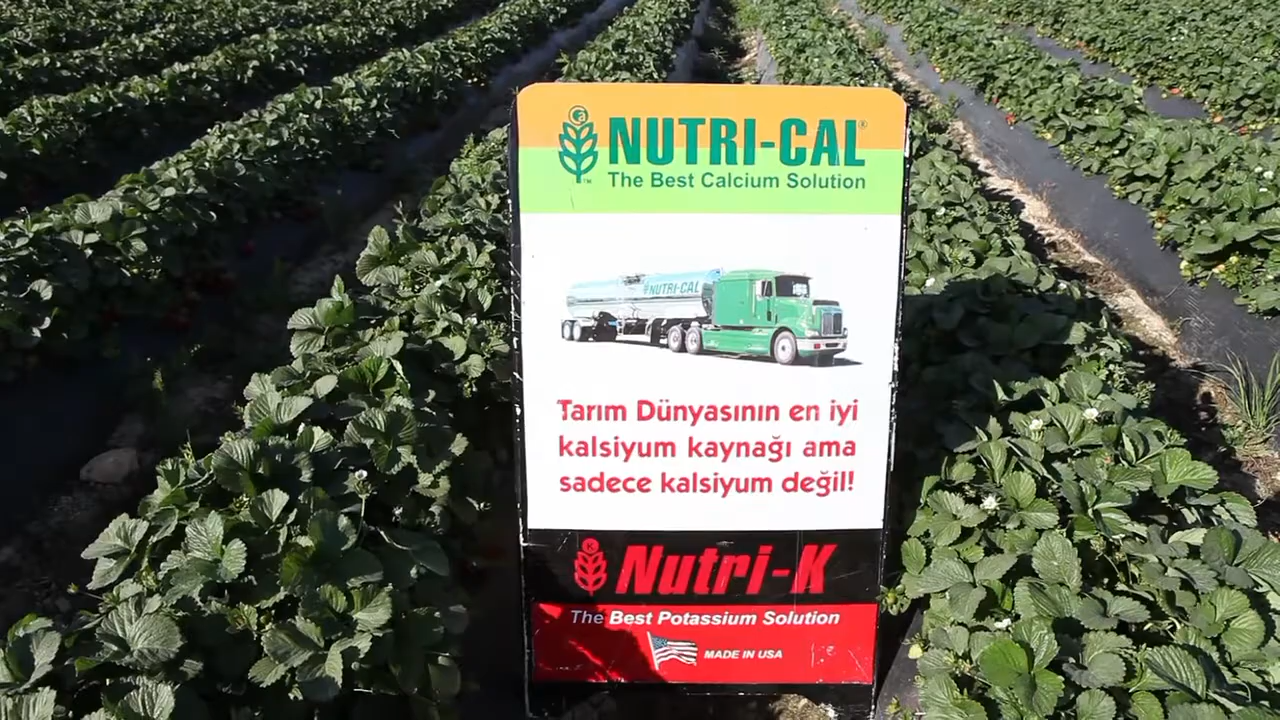 NUTRI-CAL®
The Best Calcium Solution
NUTRI-CAL
Tarım Dünyasının en iyi
kalsiyum kaynağı ama
sadece kalsiyum değil!
Nutri-K
The Best Potassium Solution
MADE IN USA